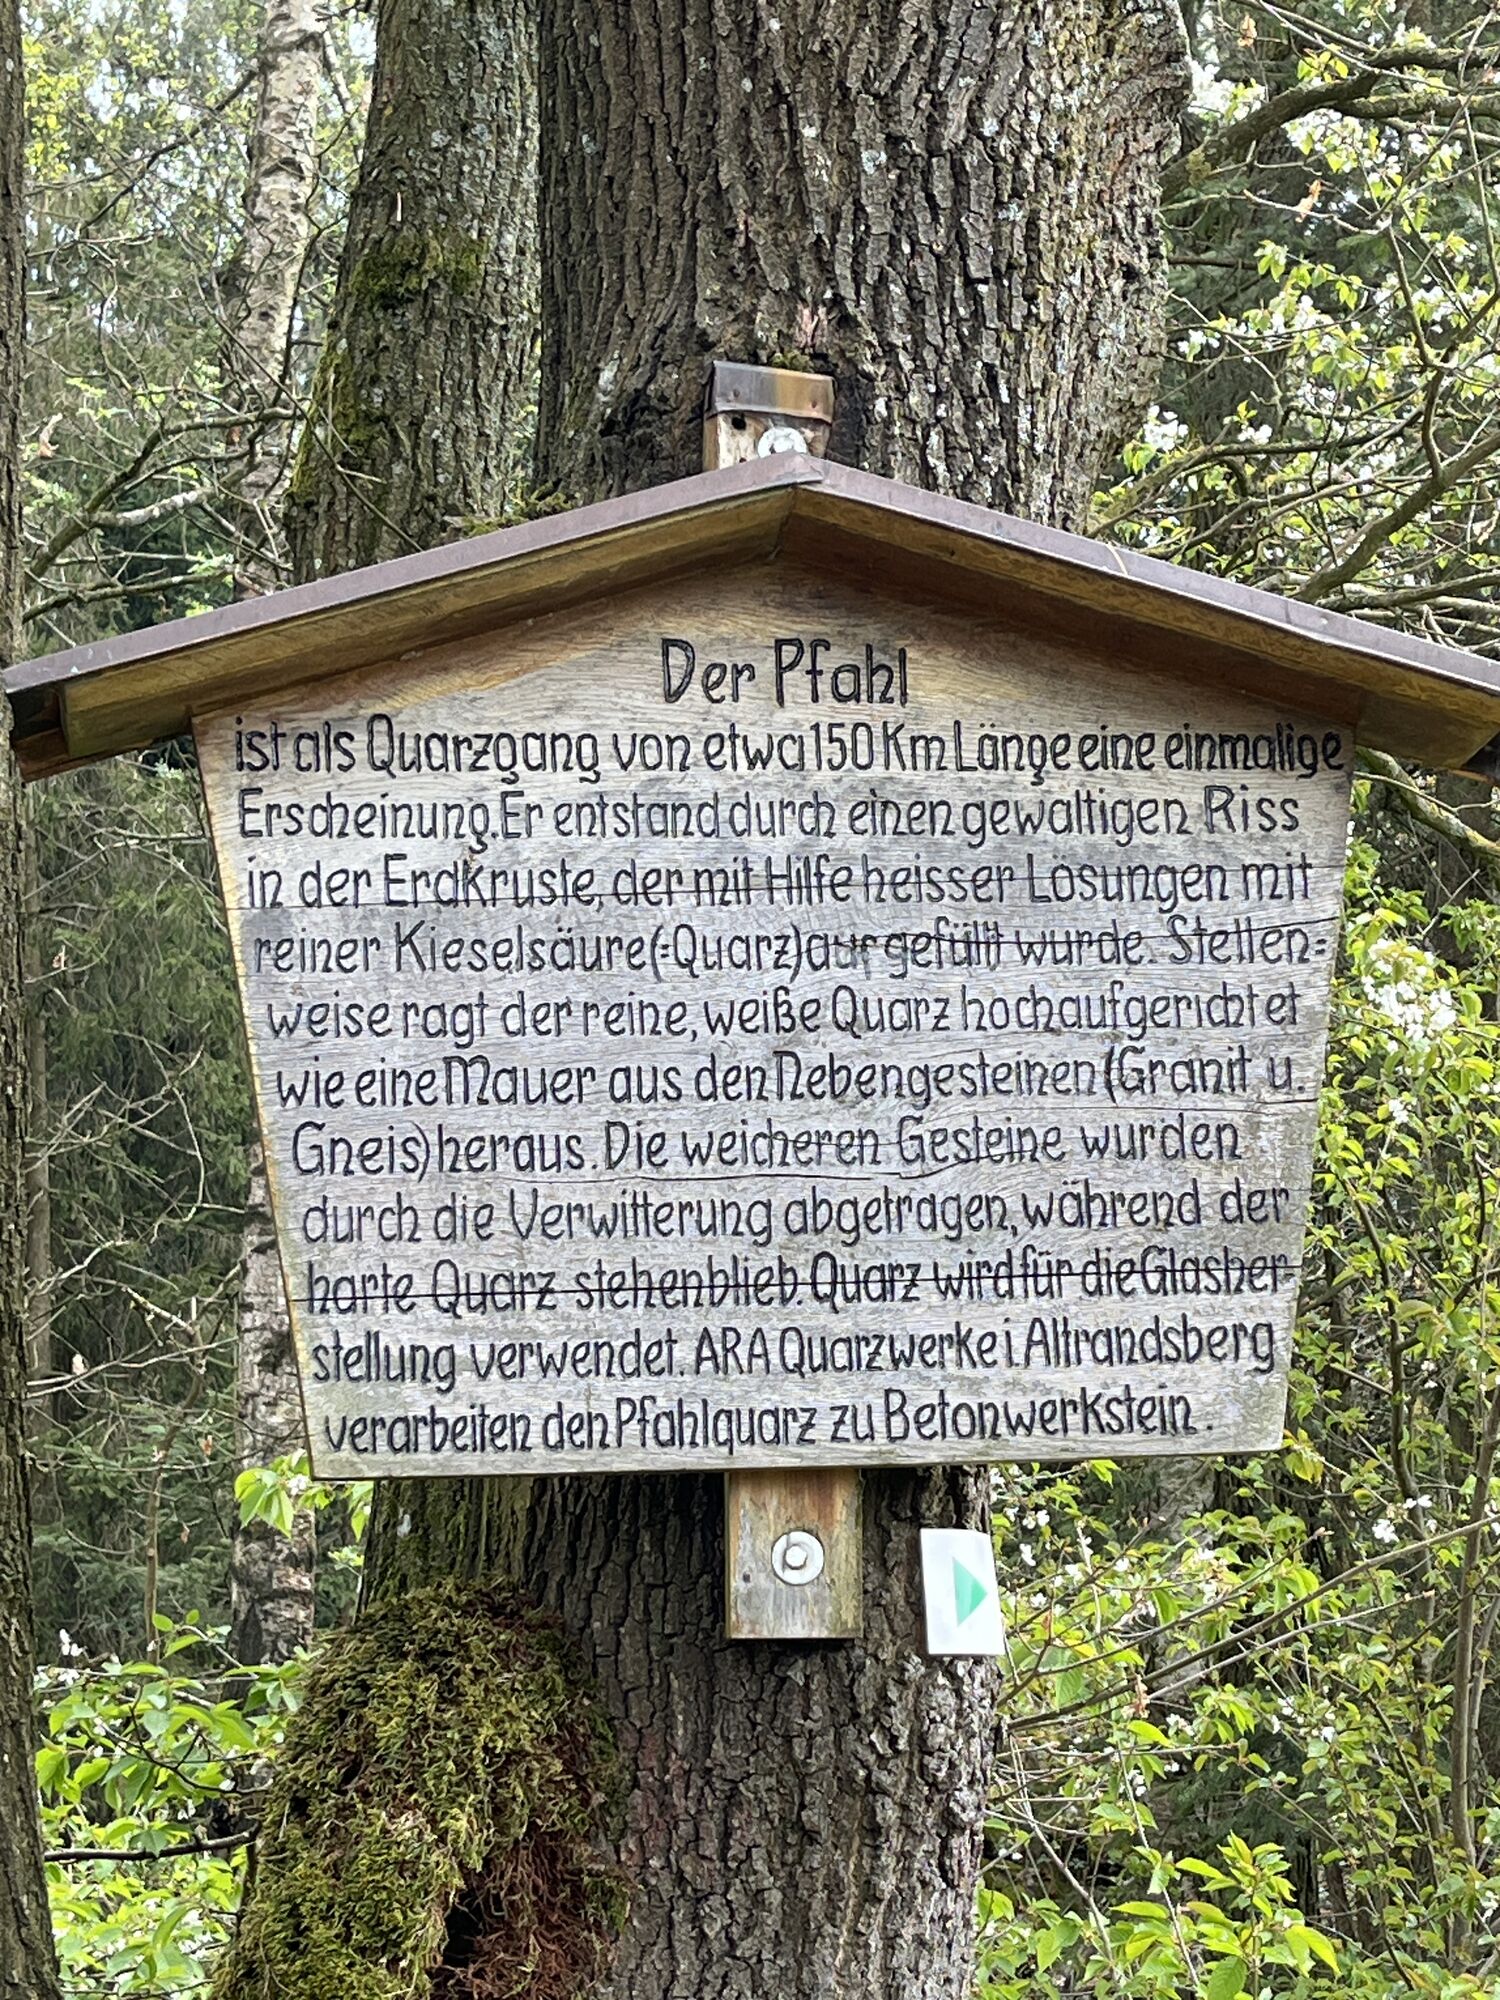 Der Pfahl
ist als Quarzgang von etwa 150 Km Länge eine einmalige
Erscheinung. Er entstand durch einen gewaltigen Riss
in der Erdkruste, der mit Hilfe heisser Lösungen mit
reiner Kieselsäure (=Quarz) aufgefüllt wurde. Stellen=
weise ragt der reine, weiße Quarz hochaufgerichtet
wie eine Mauer aus den Nebengesteinen (Granit u.
Gneis) heraus. Die weicheren Gesteine wurden
durch die Verwitterung abgetragen, während der
harte Quarz stehenblieb. Quarz wird für die Glasher=
stellung verwendet. ARA Quarzwerke i. Altrandsberg
verarbeiten den Pfahlquarz zu Betonwerkstein.